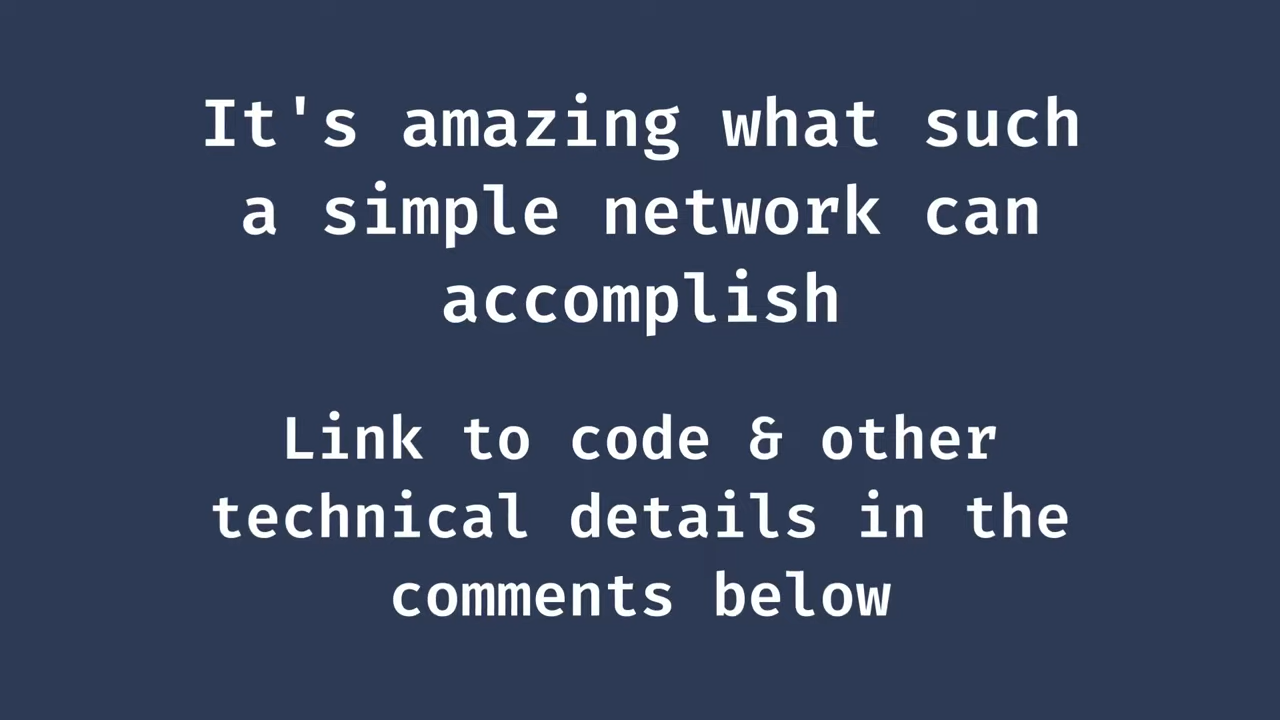 It's amazing what such
a simple network can
accomplish
Link to code & other
technical details in the
comments below